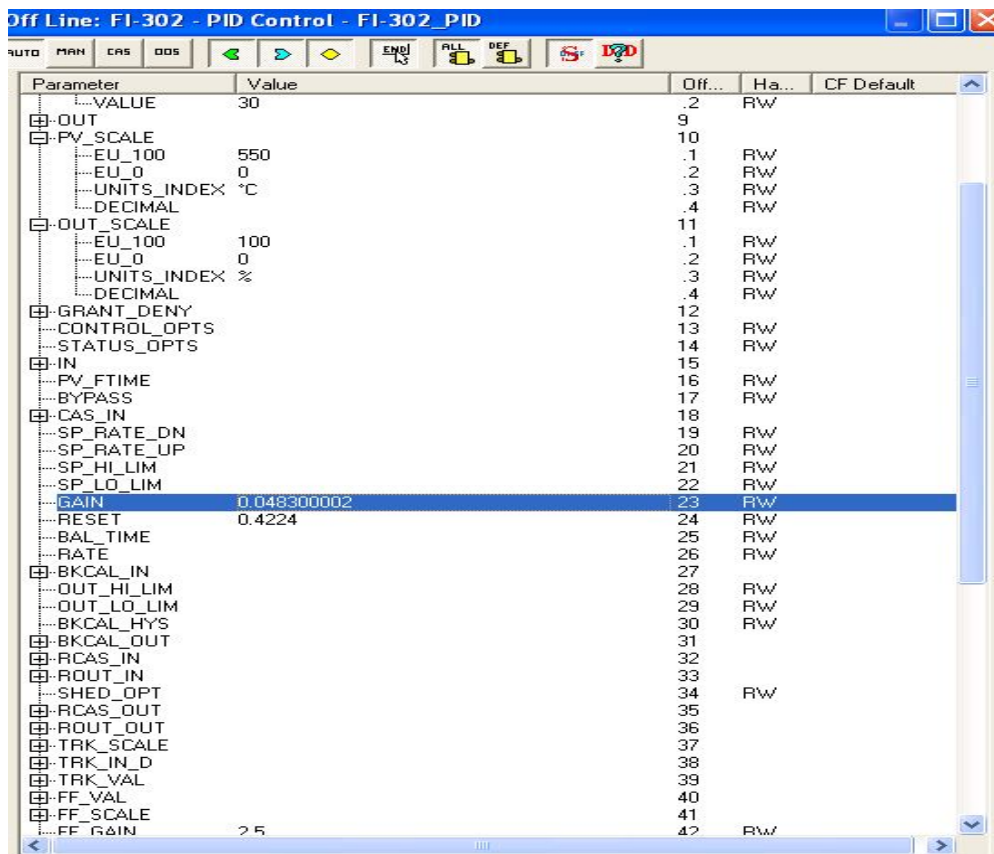 Off Line: FI-302 - PID Control - FI-302_PID
AUTO MAN CAS OOS END ALL DEF
Parameter Value Off... Ha... CF Default
VALUE 30 .2 RW
OUT 9
PV_SCALE 10
EU_100 550 .1 RW
EU_0 0 .2 RW
UNITS_INDEX °C .3 RW
DECIMAL .4 RW
OUT_SCALE 11
EU_100 100 .1 RW
EU_0 0 .2 RW
UNITS_INDEX % .3 RW
DECIMAL .4 RW
GRANT_DENY 12
CONTROL_OPTS 13 RW
STATUS_OPTS 14 RW
IN 15
PV_FTIME 16 RW
BYPASS 17 RW
CAS_IN 18
SP_RATE_DN 19 RW
SP_RATE_UP 20 RW
SP_HI_LIM 21 RW
SP_LO_LIM 22 RW
GAIN 0.048300002 23 RW
RESET 0.4224 24 RW
BAL_TIME 25 RW
RATE 26 RW
BKCAL_IN 27
OUT_HI_LIM 28 RW
OUT_LO_LIM 29 RW
BKCAL_HYS 30 RW
BKCAL_OUT 31
RCAS_IN 32
ROUT_IN 33
SHED_OPT 34 RW
RCAS_OUT 35
ROUT_OUT 36
TRK_SCALE 37
TRK_IN_D 38
TRK_VAL 39
FF_VAL 40
FF_SCALE 41
FF_GAIN 2.5 42 RW